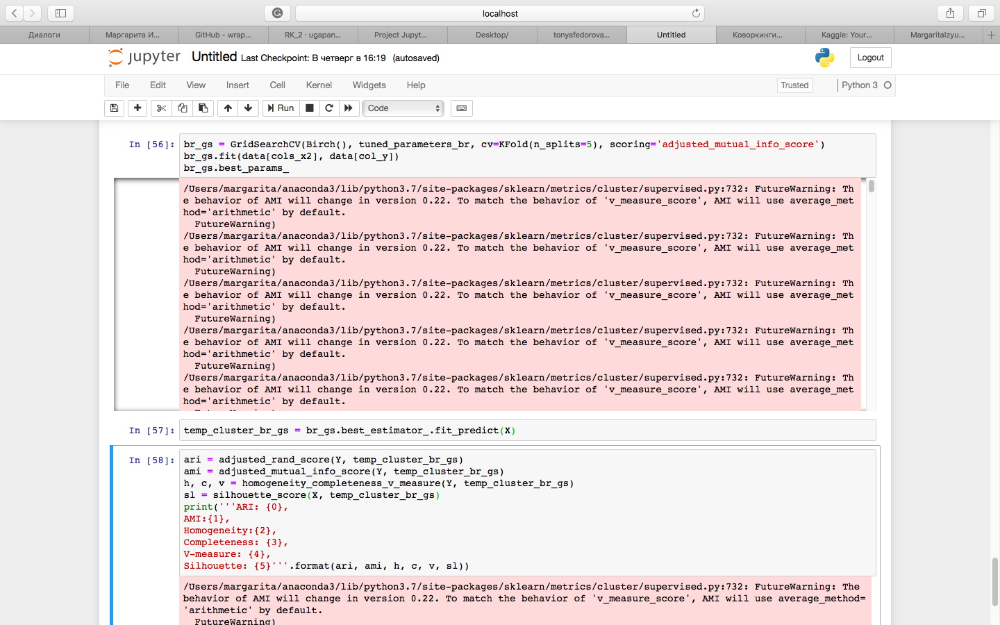 localhost
Диалоги
Маргарита И...
GitHub - wrap...
RK_2 · ugapan...
Project Jupyt...
Desktop/
tonyafedorova...
Untitled
Коворкинги...
Kaggle: Your...
MargaritaIzyu...
jupyter Untitled Last Checkpoint: В четверг в 16:19 (autosaved)
Logout
File Edit View Insert Cell Kernel Widgets Help
Trusted
Python 3
Run
Code
In [56]:
br_gs = GridSearchCV(Birch(), tuned_parameters_br, cv=KFold(n_splits=5), scoring='adjusted_mutual_info_score')
br_gs.fit(data[cols_x2], data[col_y])
br_gs.best_params_
/Users/margarita/anaconda3/lib/python3.7/site-packages/sklearn/metrics/cluster/supervised.py:732: FutureWarning: Th
e behavior of AMI will change in version 0.22. To match the behavior of 'v_measure_score', AMI will use average_met
hod='arithmetic' by default.
  FutureWarning)
/Users/margarita/anaconda3/lib/python3.7/site-packages/sklearn/metrics/cluster/supervised.py:732: FutureWarning: Th
e behavior of AMI will change in version 0.22. To match the behavior of 'v_measure_score', AMI will use average_met
hod='arithmetic' by default.
  FutureWarning)
/Users/margarita/anaconda3/lib/python3.7/site-packages/sklearn/metrics/cluster/supervised.py:732: FutureWarning: Th
e behavior of AMI will change in version 0.22. To match the behavior of 'v_measure_score', AMI will use average_met
hod='arithmetic' by default.
  FutureWarning)
/Users/margarita/anaconda3/lib/python3.7/site-packages/sklearn/metrics/cluster/supervised.py:732: FutureWarning: Th
e behavior of AMI will change in version 0.22. To match the behavior of 'v_measure_score', AMI will use average_met
hod='arithmetic' by default.
  FutureWarning)
/Users/margarita/anaconda3/lib/python3.7/site-packages/sklearn/metrics/cluster/supervised.py:732: FutureWarning: Th
e behavior of AMI will change in version 0.22. To match the behavior of 'v_measure_score', AMI will use average_met
hod='arithmetic' by default.
In [57]:
temp_cluster_br_gs = br_gs.best_estimator_.fit_predict(X)
In [58]:
ari = adjusted_rand_score(Y, temp_cluster_br_gs)
ami = adjusted_mutual_info_score(Y, temp_cluster_br_gs)
h, c, v = homogeneity_completeness_v_measure(Y, temp_cluster_br_gs)
sl = silhouette_score(X, temp_cluster_br_gs)
print('''ARI: {0},
AMI:{1},
Homogeneity:{2},
Completeness: {3},
V-measure: {4},
Silhouette: {5}'''.format(ari, ami, h, c, v, sl))
/Users/margarita/anaconda3/lib/python3.7/site-packages/sklearn/metrics/cluster/supervised.py:732: FutureWarning: The
behavior of AMI will change in version 0.22. To match the behavior of 'v_measure_score', AMI will use average_method=
'arithmetic' by default.
  FutureWarning)